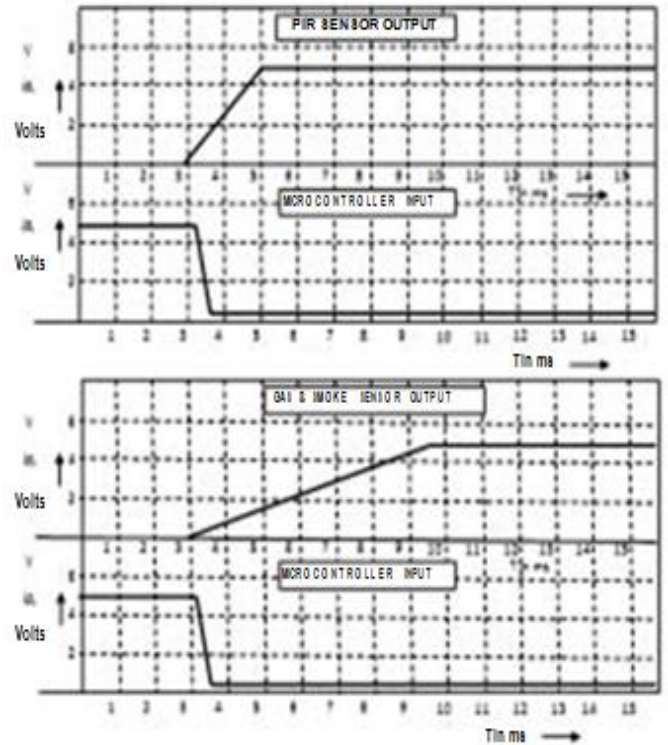 PIR SENSOR OUTPUT
V
Volts
1 2 3 4 5 6 7 8 9 10 11 12 13 14 15
MICROCONTROLLER INPUT
V
Volts
1 2 3 4 5 6 7 8 9 10 11 12 13 14 15
T in ms
GAS & SMOKE SENSOR OUTPUT
V
Volts
1 2 3 4 5 6 7 8 9 10 11 12 13 14 15
T in ms
MICROCONTROLLER INPUT
V
Volts
1 2 3 4 5 6 7 8 9 10 11 12 13 14 15
T in ms